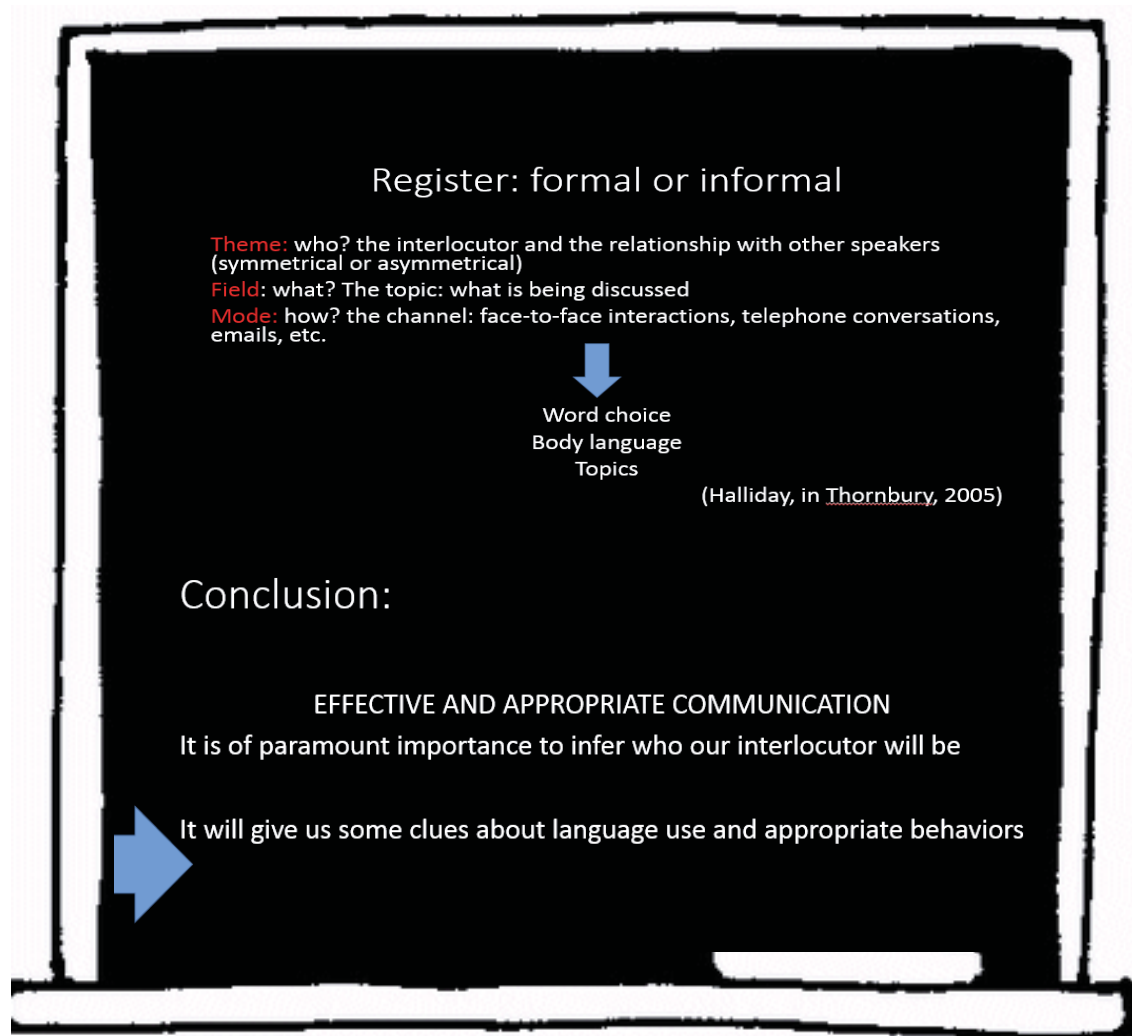 Register: formal or informal
Theme: who? the interlocutor and the relationship with other speakers
(symmetrical or asymmetrical)
Field: what? The topic: what is being discussed
Mode: how? the channel: face-to-face interactions, telephone conversations,
emails, etc.
Word choice
Body language
Topics
(Halliday, in Thornbury, 2005)
Conclusion:
EFFECTIVE AND APPROPRIATE COMMUNICATION
It is of paramount importance to infer who our interlocutor will be
It will give us some clues about language use and appropriate behaviors